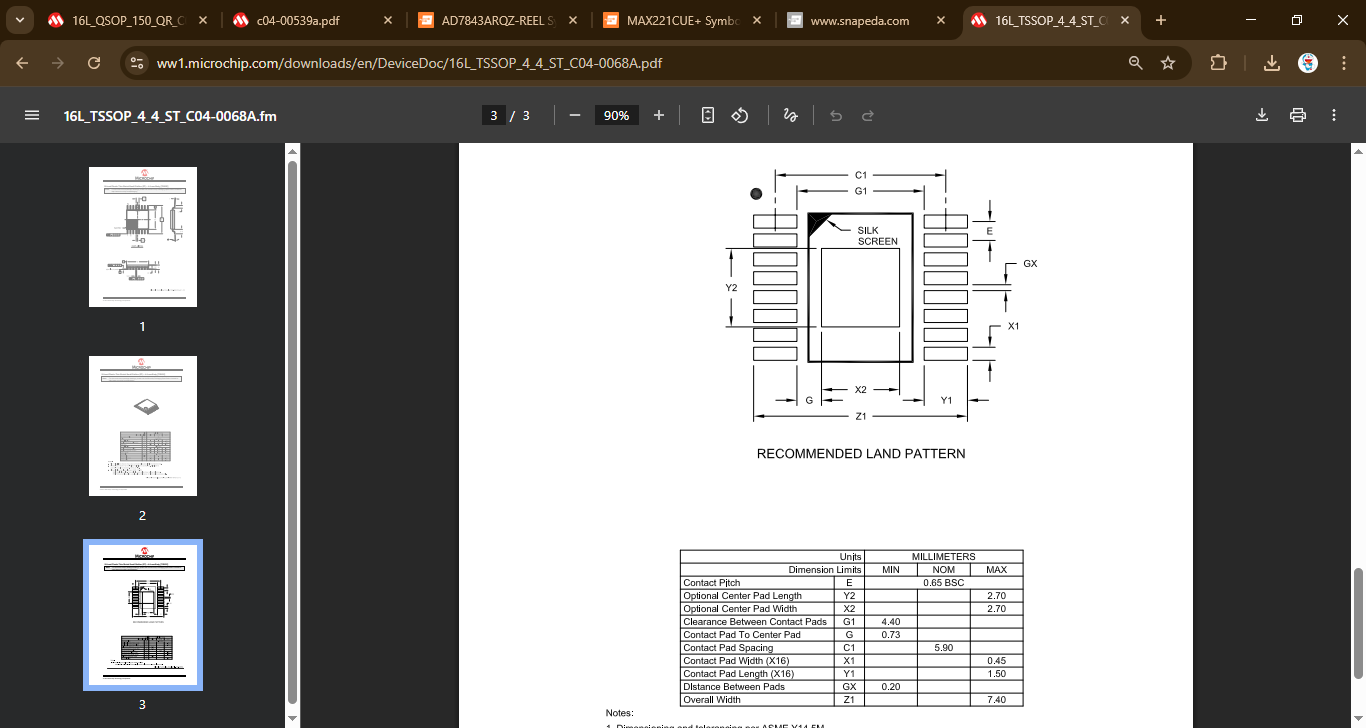 16L_QSOP_150_QR_C
c04-00539a.pdf
AD7843ARQZ-REEL S
MAX221CUE+ Symbo
www.snapeda.com
16L_TSSOP_4_4_ST_C
ww1.microchip.com/downloads/en/DeviceDoc/16L_TSSOP_4_4_ST_C04-0068A.pdf
16L_TSSOP_4_4_ST_C04-0068A.fm
3 / 3
90%
1
2
3
C1
G1
SILK
SCREEN
E
GX
Y2
X1
X2
G
Y1
Z1
RECOMMENDED LAND PATTERN
Units MILLIMETERS
Dimension Limits MIN NOM MAX
Contact Pitch E 0.65 BSC
Optional Center Pad Length Y2 2.70
Optional Center Pad Width X2 2.70
Clearance Between Contact Pads G1 4.40
Contact Pad To Center Pad G 0.73
Contact Pad Spacing C1 5.90
Contact Pad Width (X16) X1 0.45
Contact Pad Length (X16) Y1 1.50
Distance Between Pads GX 0.20
Overall Width Z1 7.40
Notes:
1. Dimensioning and tolerancing per ASME Y14.5M